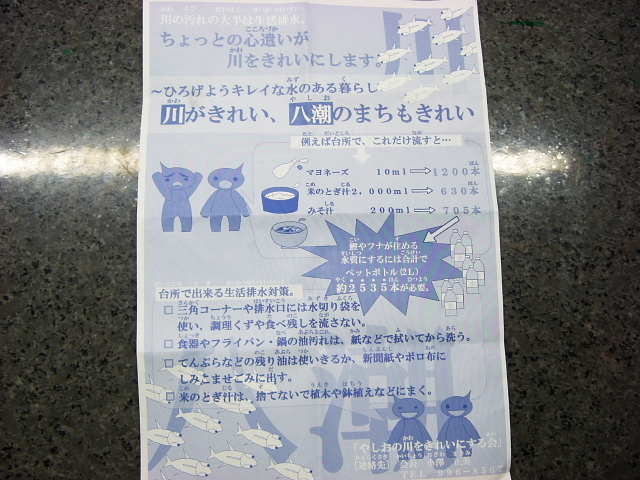 川の汚れの大半は生活排水。
ちょっとの心遣いが
川をきれいにします。
～ひろげようキレイな水のある暮らし
川がきれい、八潮のまちもきれい
例えば台所で、これだけ流すと…
マヨネーズ 10ml 1200本
米のとぎ汁2,000ml 630本
みそ汁 200ml 705本
鯉やフナが住める
水質にするには合計で
ペットボトル(2L)
約2535本が必要。
台所で出来る生活排水対策。
□ 三角コーナーや排水口には水切り袋を
使い、調理くずや食べ残しを流さない。
□ 食器やフライパン・鍋の油汚れは、紙などで拭いてから洗う。
□ てんぷらなどの残り油は使いきるか、新聞紙やボロ布に
しみこませごみに出す。
□ 米のとぎ汁は、捨てないで植木や鉢植えなどにまく。
「やしおの川をきれいにする会」
[連絡先] 会長 小澤 正美
TEL 996-8567